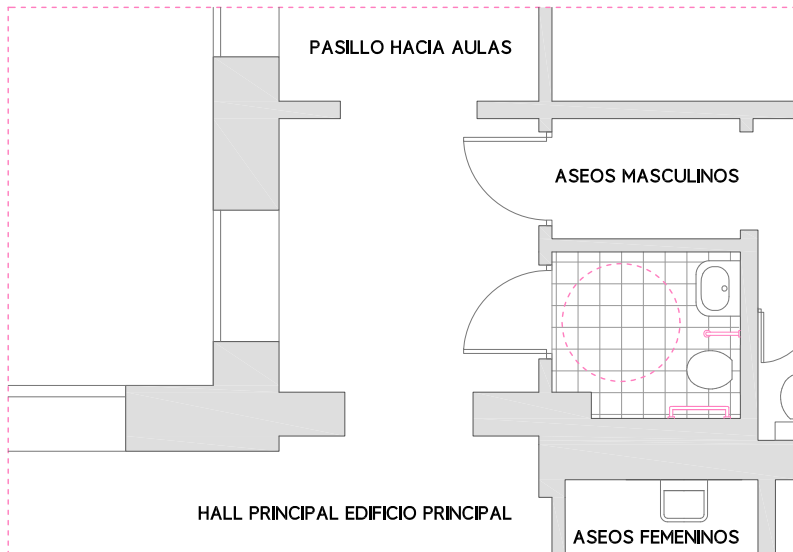 PASILLO HACIA AULAS
ASEOS MASCULINOS
HALL PRINCIPAL EDIFICIO PRINCIPAL
ASEOS FEMENINOS